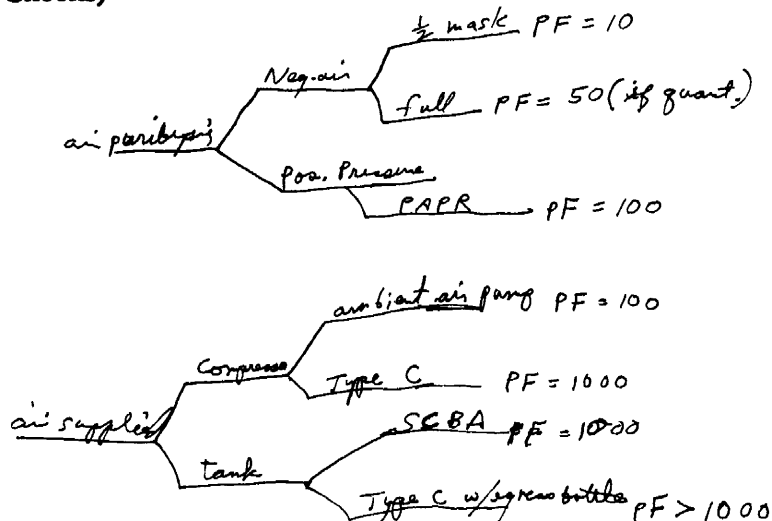 ½ mask PF = 10
Neg. air
full PF = 50 (if quant.)
air purifying
Pos. Pressure
PAPR PF = 100
ambient air pump PF = 100
Compressor
Type C PF = 1000
air supplied
SCBA PF = 1000
tank
Type C w/egress bottle PF > 1000